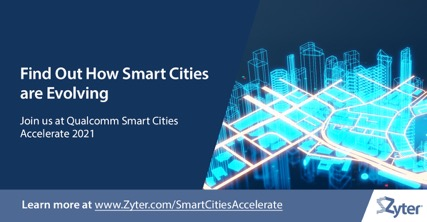 Find Out How Smart Cities
are Evolving
Join us at Qualcomm Smart Cities
Accelerate 2021
Learn more at www.Zyter.com/SmartCitiesAccelerate
Zyter